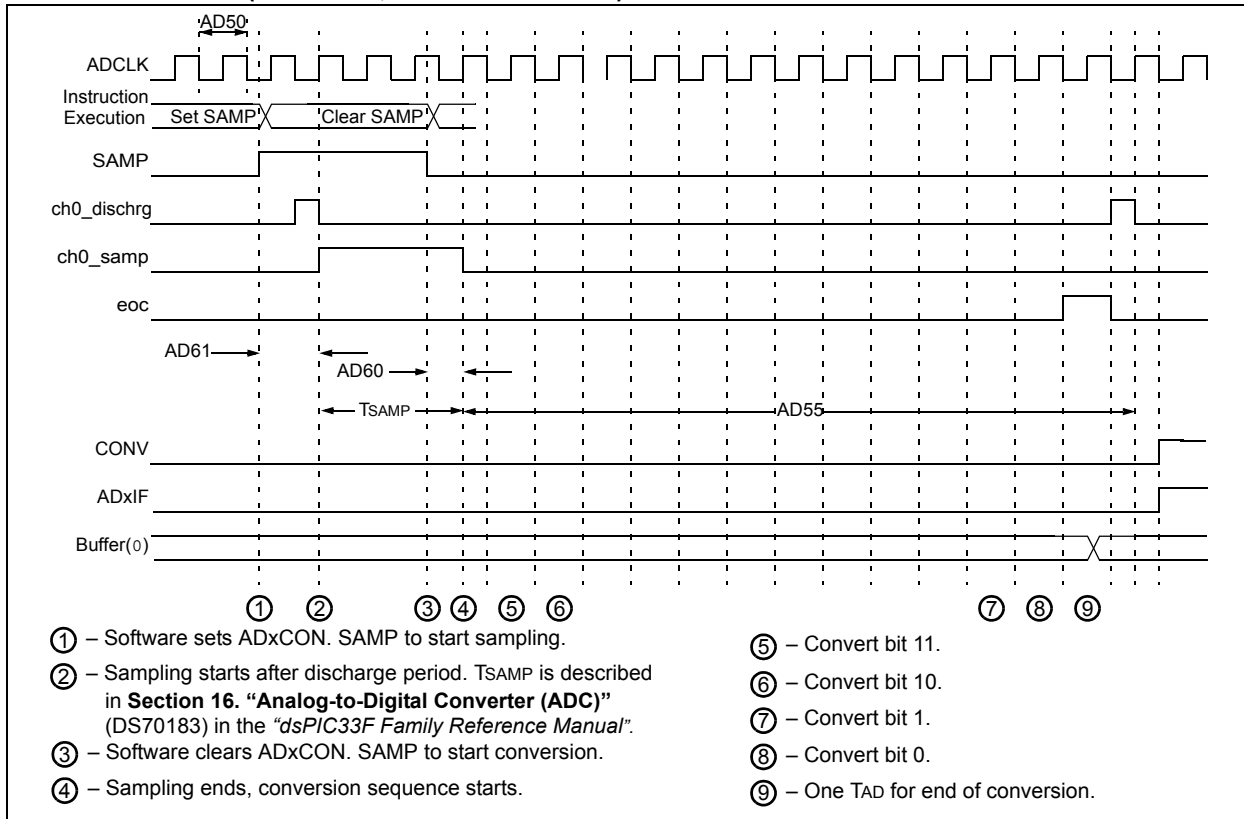 AD50
ADCLK
Instruction
Execution
Set SAMP
Clear SAMP
SAMP
ch0_dischrg
ch0_samp
eoc
AD61
AD60
TSAMP
AD55
CONV
ADxIF
Buffer(0)
1 2 3 4 5 6 7 8 9
1 – Software sets ADxCON. SAMP to start sampling.
2 – Sampling starts after discharge period. TSAMP is described
in Section 16. “Analog-to-Digital Converter (ADC)”
(DS70183) in the “dsPIC33F Family Reference Manual”.
3 – Software clears ADxCON. SAMP to start conversion.
4 – Sampling ends, conversion sequence starts.
5 – Convert bit 11.
6 – Convert bit 10.
7 – Convert bit 1.
8 – Convert bit 0.
9 – One TAD for end of conversion.